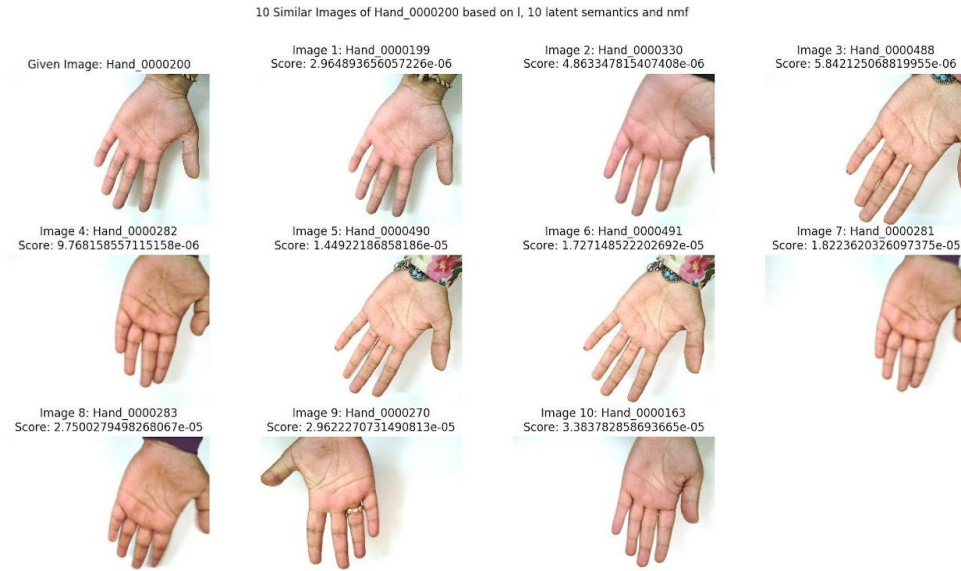 10 Similar Images of Hand_0000200 based on l, 10 latent semantics and nmf
Given Image: Hand_0000200
Image 1: Hand_0000199
Score: 2.964893656057226e-06
Image 2: Hand_0000330
Score: 4.863347815407408e-06
Image 3: Hand_0000488
Score: 5.842125068819955e-06
Image 4: Hand_0000282
Score: 9.768158557115158e-06
Image 5: Hand_0000490
Score: 1.44922186858186e-05
Image 6: Hand_0000491
Score: 1.727148522202692e-05
Image 7: Hand_0000281
Score: 1.8223620326097375e-05
Image 8: Hand_0000283
Score: 2.7500279498268067e-05
Image 9: Hand_0000270
Score: 2.9622270731490813e-05
Image 10: Hand_0000163
Score: 3.383782858693665e-05